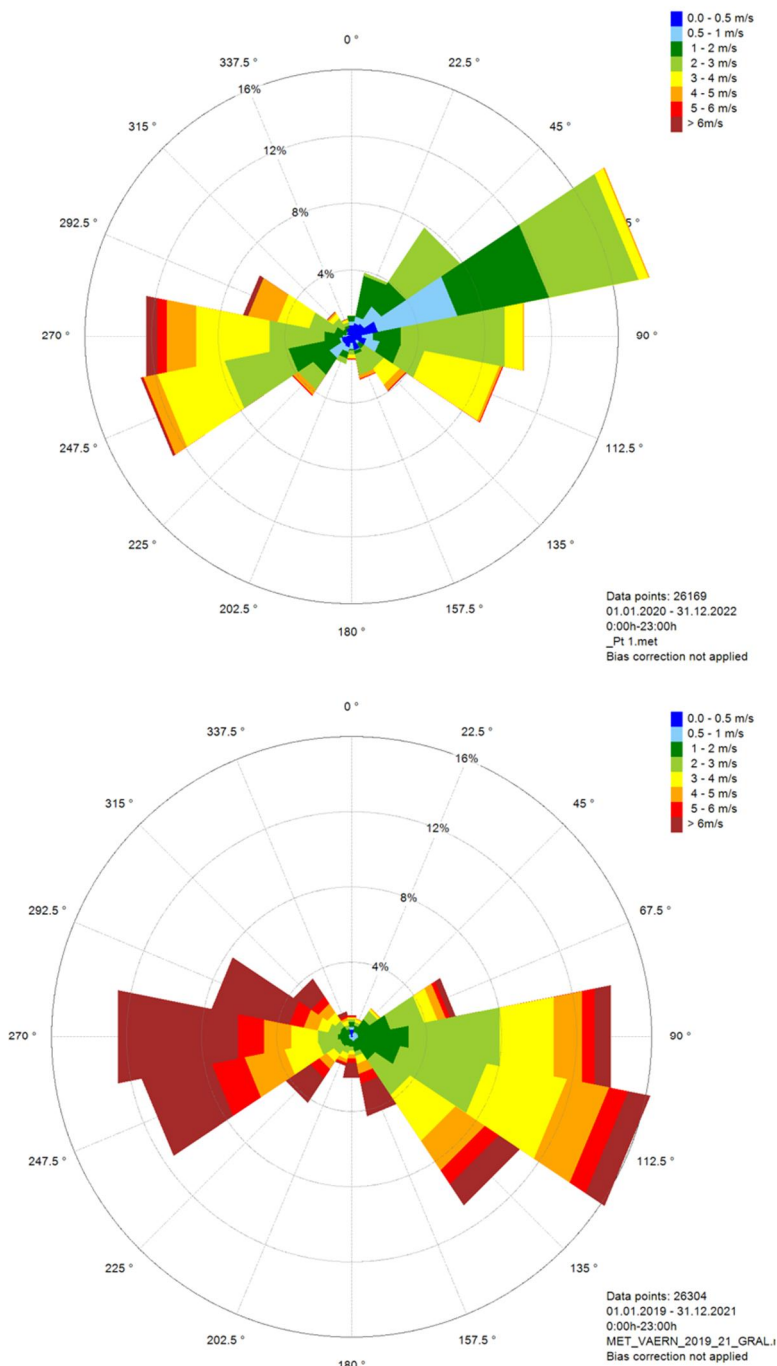 0.0 - 0.5 m/s
0.5 - 1 m/s
1 - 2 m/s
2 - 3 m/s
3 - 4 m/s
4 - 5 m/s
5 - 6 m/s
> 6m/s
0 °
337.5 °
22.5 °
16%
315 °
45 °
12%
8%
292.5 °
5 °
4%
270 °
90 °
247.5 °
112.5 °
225 °
135 °
202.5 °
157.5 °
180 °
Data points: 26169
01.01.2020 - 31.12.2022
0:00h-23:00h
_Pt 1.met
Bias correction not applied
0 °
0.0 - 0.5 m/s
0.5 - 1 m/s
1 - 2 m/s
2 - 3 m/s
3 - 4 m/s
4 - 5 m/s
5 - 6 m/s
> 6m/s
337.5 °
22.5 °
16%
315 °
45 °
12%
8%
292.5 °
67.5 °
4%
270 °
90 °
247.5 °
112.5 °
225 °
135 °
202.5 °
157.5 °
180 °
Data points: 26304
01.01.2019 - 31.12.2021
0:00h-23:00h
MET_VAERN_2019_21_GRAL.
Bias correction not applied